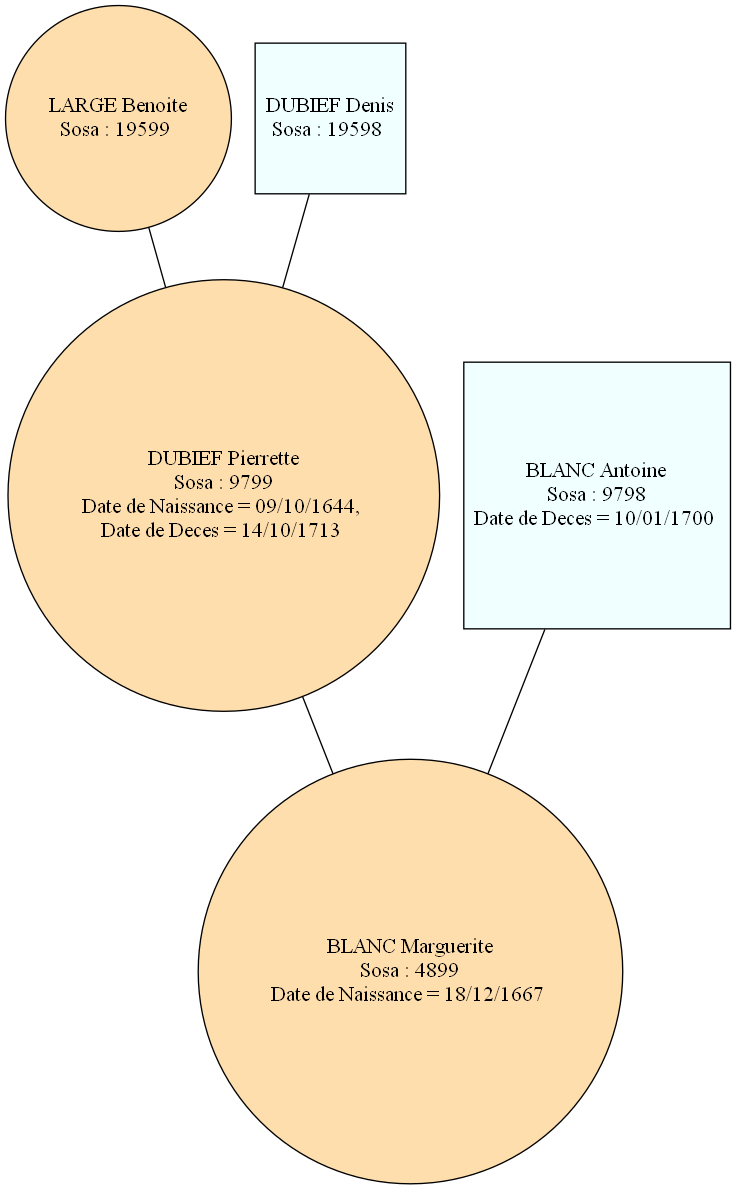 LARGE Benoite
Sosa : 19599
DUBIEF Denis
Sosa : 19598
DUBIEF Pierrette
Sosa : 9799
Date de Naissance = 09/10/1644,
Date de Deces = 14/10/1713
BLANC Antoine
Sosa : 9798
Date de Deces = 10/01/1700
BLANC Marguerite
Sosa : 4899
Date de Naissance = 18/12/1667